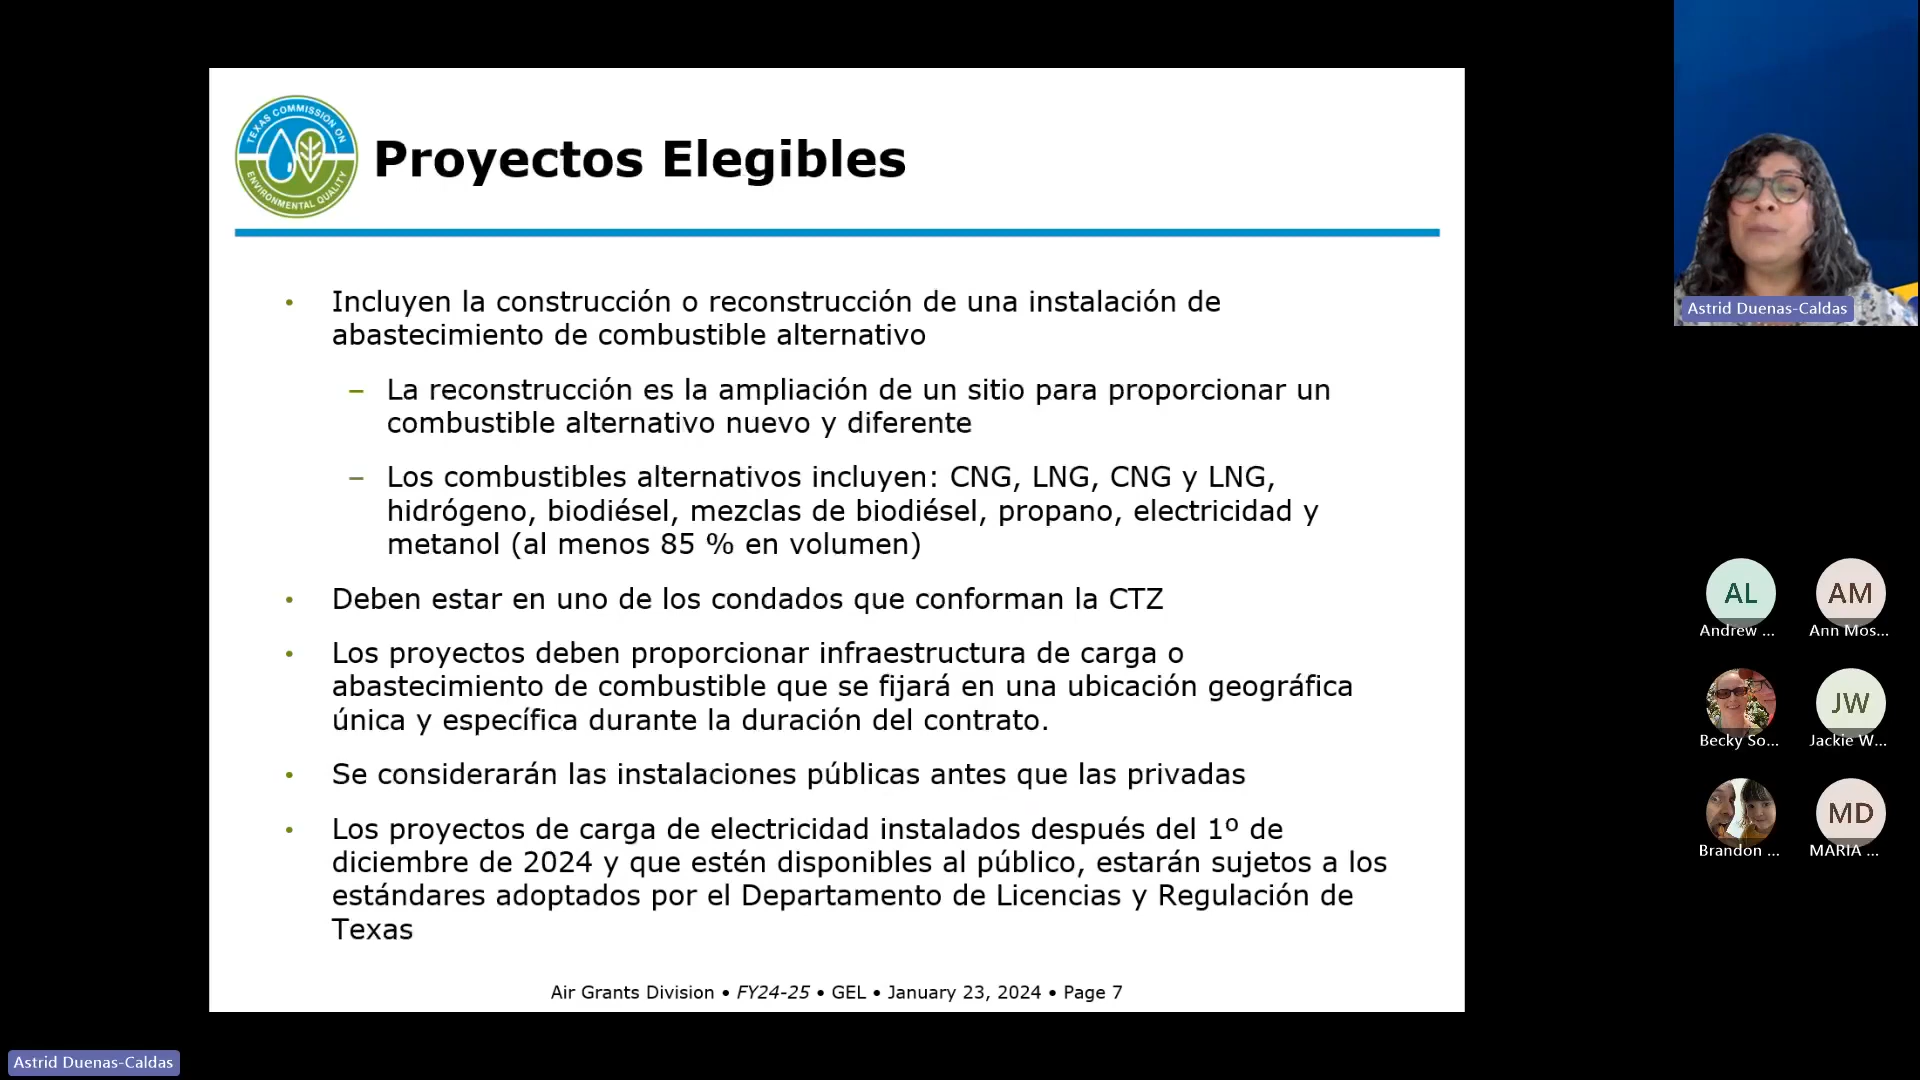 TEXAS COMMISSION ON
ENVIRONMENTAL QUALITY
Proyectos Elegibles
• Incluyen la construcción o reconstrucción de una instalación de
abastecimiento de combustible alternativo
– La reconstrucción es la ampliación de un sitio para proporcionar un
combustible alternativo nuevo y diferente
– Los combustibles alternativos incluyen: CNG, LNG, CNG y LNG,
hidrógeno, biodiésel, mezclas de biodiésel, propano, electricidad y
metanol (al menos 85 % en volumen)
• Deben estar en uno de los condados que conforman la CTZ
• Los proyectos deben proporcionar infraestructura de carga o
abastecimiento de combustible que se fijará en una ubicación geográfica
única y específica durante la duración del contrato.
• Se considerarán las instalaciones públicas antes que las privadas
• Los proyectos de carga de electricidad instalados después del 1º de
diciembre de 2024 y que estén disponibles al público, estarán sujetos a los
estándares adoptados por el Departamento de Licencias y Regulación de
Texas
Air Grants Division • FY24-25 • GEL • January 23, 2024 • Page 7
Astrid Duenas-Caldas
AL
Andrew ...
AM
Ann Mos...
Becky So...
JW
Jackie W...
Brandon ...
MD
MARIA ...
Astrid Duenas-Caldas